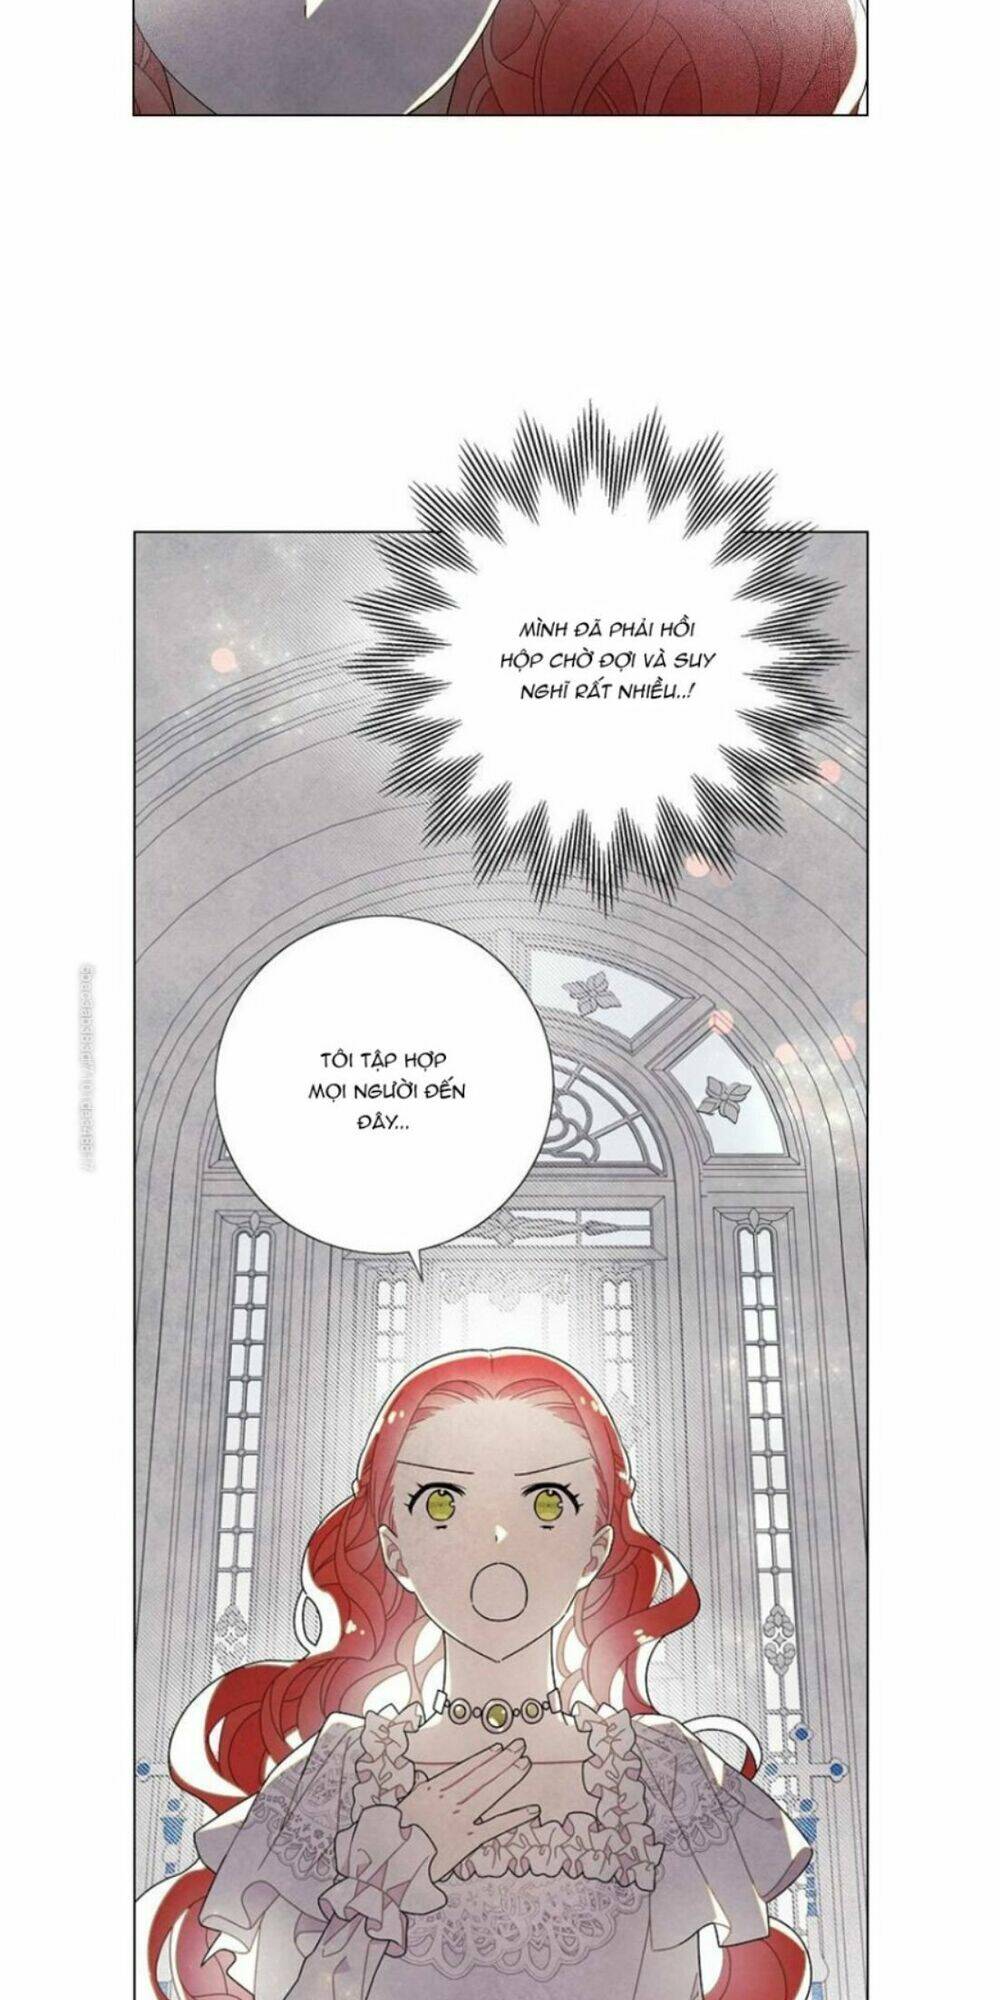 MÌNH ĐÃ PHẢI HỒI
HỘP CHỜ ĐỢI VÀ SUY
NGHĨ RẤT NHIỀU..!
TÔI TẬP HỢP
MỌI NGƯỜI ĐẾN
ĐÂY...